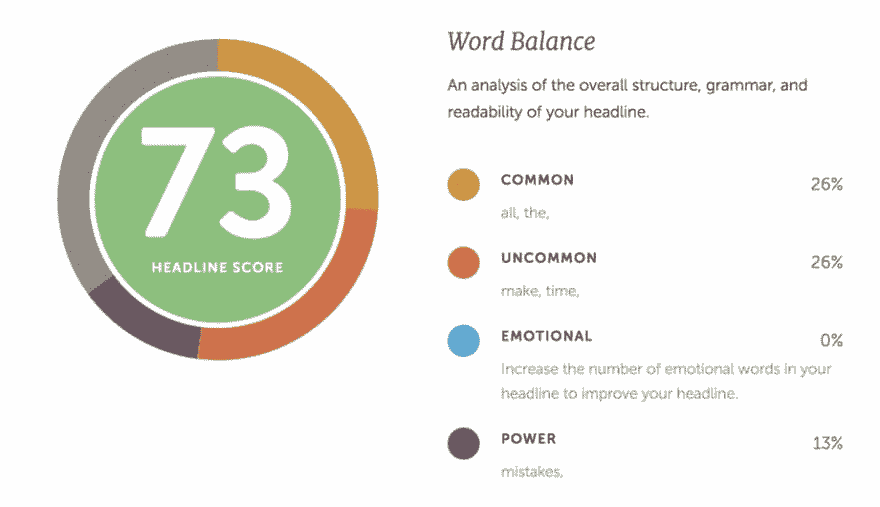 73
HEADLINE SCORE
Word Balance
An analysis of the overall structure, grammar, and
readability of your headline.
COMMON 26%
all, the,
UNCOMMON 26%
make, time,
EMOTIONAL 0%
Increase the number of emotional words in your
headline to improve your headline.
POWER 13%
mistakes,